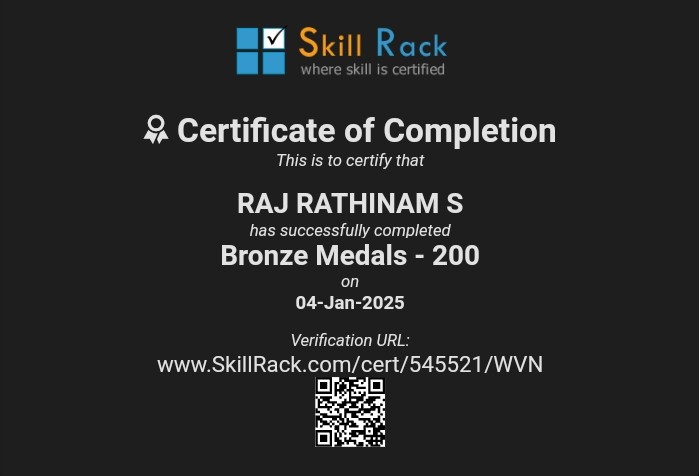 Skill Rack
where skill is certified
Certificate of Completion
This is to certify that
RAJ RATHINAM S
has successfully completed
Bronze Medals - 200
on
04-Jan-2025
Verification URL:
www.SkillRack.com/cert/545521/WVN